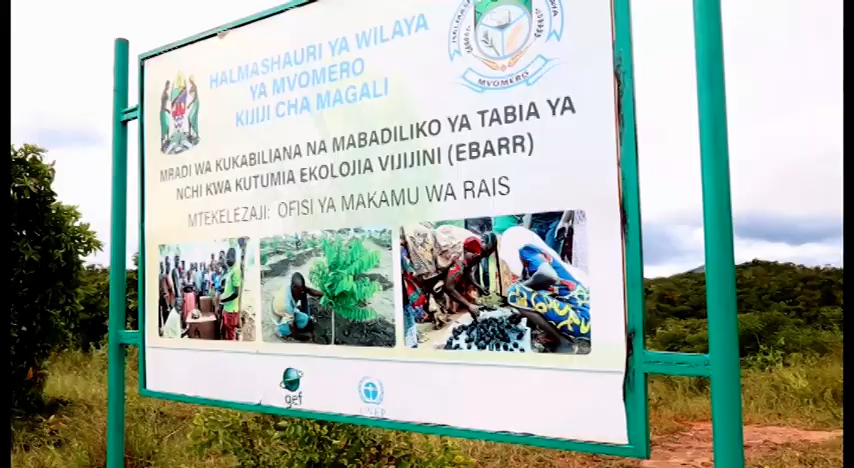 HALMASHAURI YA WILAYA
YA MVOMERO
KIJIJI CHA MAGALI
MVOMERO
MRADI WA KUKABILIANA NA MABADILIKO YA TABIA YA
NCHI KWA KUTUMIA EKOLOJIA VIJIJINI (EBARR)
MTEKELEZAJI: OFISI YA MAKAMU WA RAIS
gef
UNEP